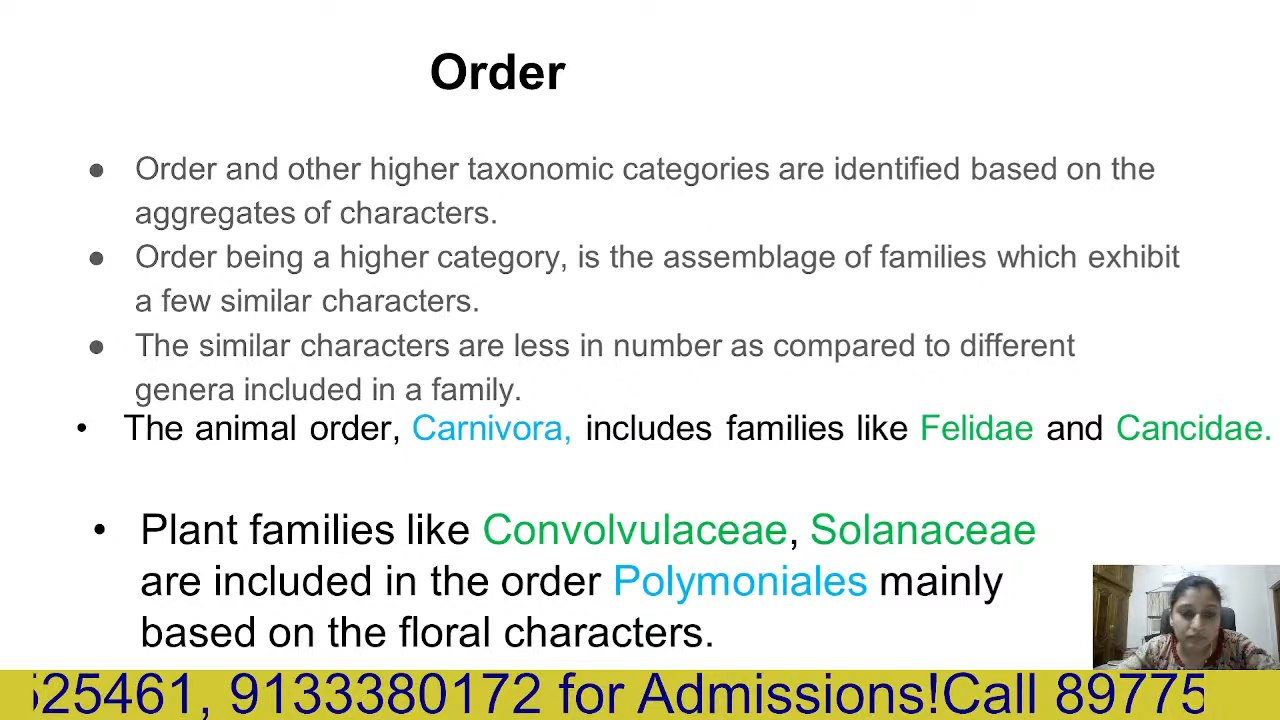 Order
● Order and other higher taxonomic categories are identified based on the
aggregates of characters.
● Order being a higher category, is the assemblage of families which exhibit
a few similar characters.
● The similar characters are less in number as compared to different
genera included in a family.
• The animal order, Carnivora, includes families like Felidae and Cancidae.
• Plant families like Convolvulaceae, Solanaceae
are included in the order Polymoniales mainly
based on the floral characters.
525461, 9133380172 for Admissions!Call 89775